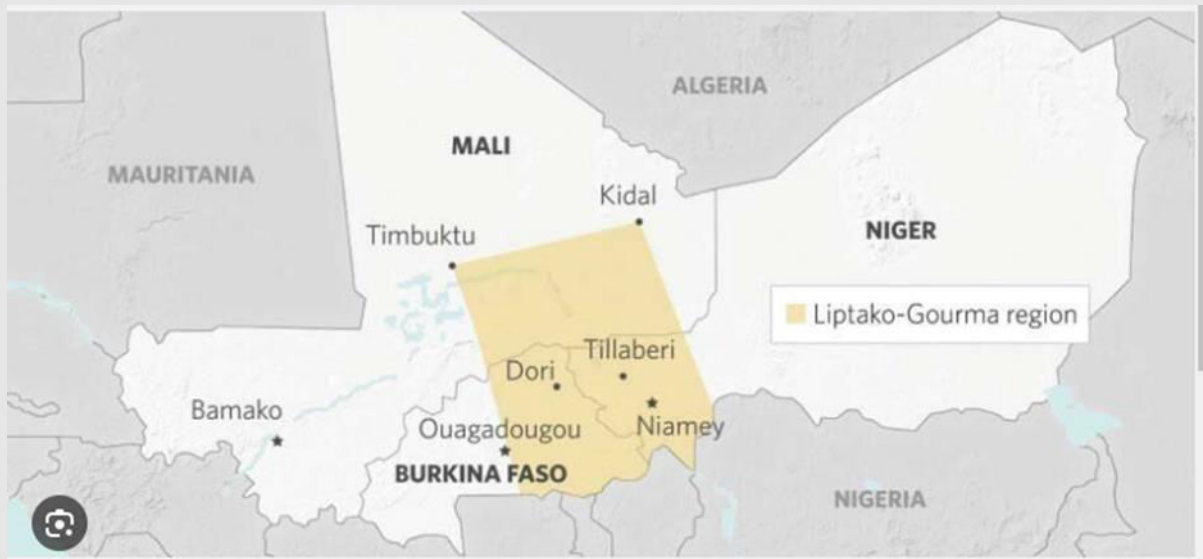 ALGERIA
MALI
MAURITANIA
Kidal
Timbuktu
NIGER
Liptako-Gourma region
Tillaberi
Dori
Bamako
Ouagadougou
Niamey
BURKINA FASO
NIGERIA